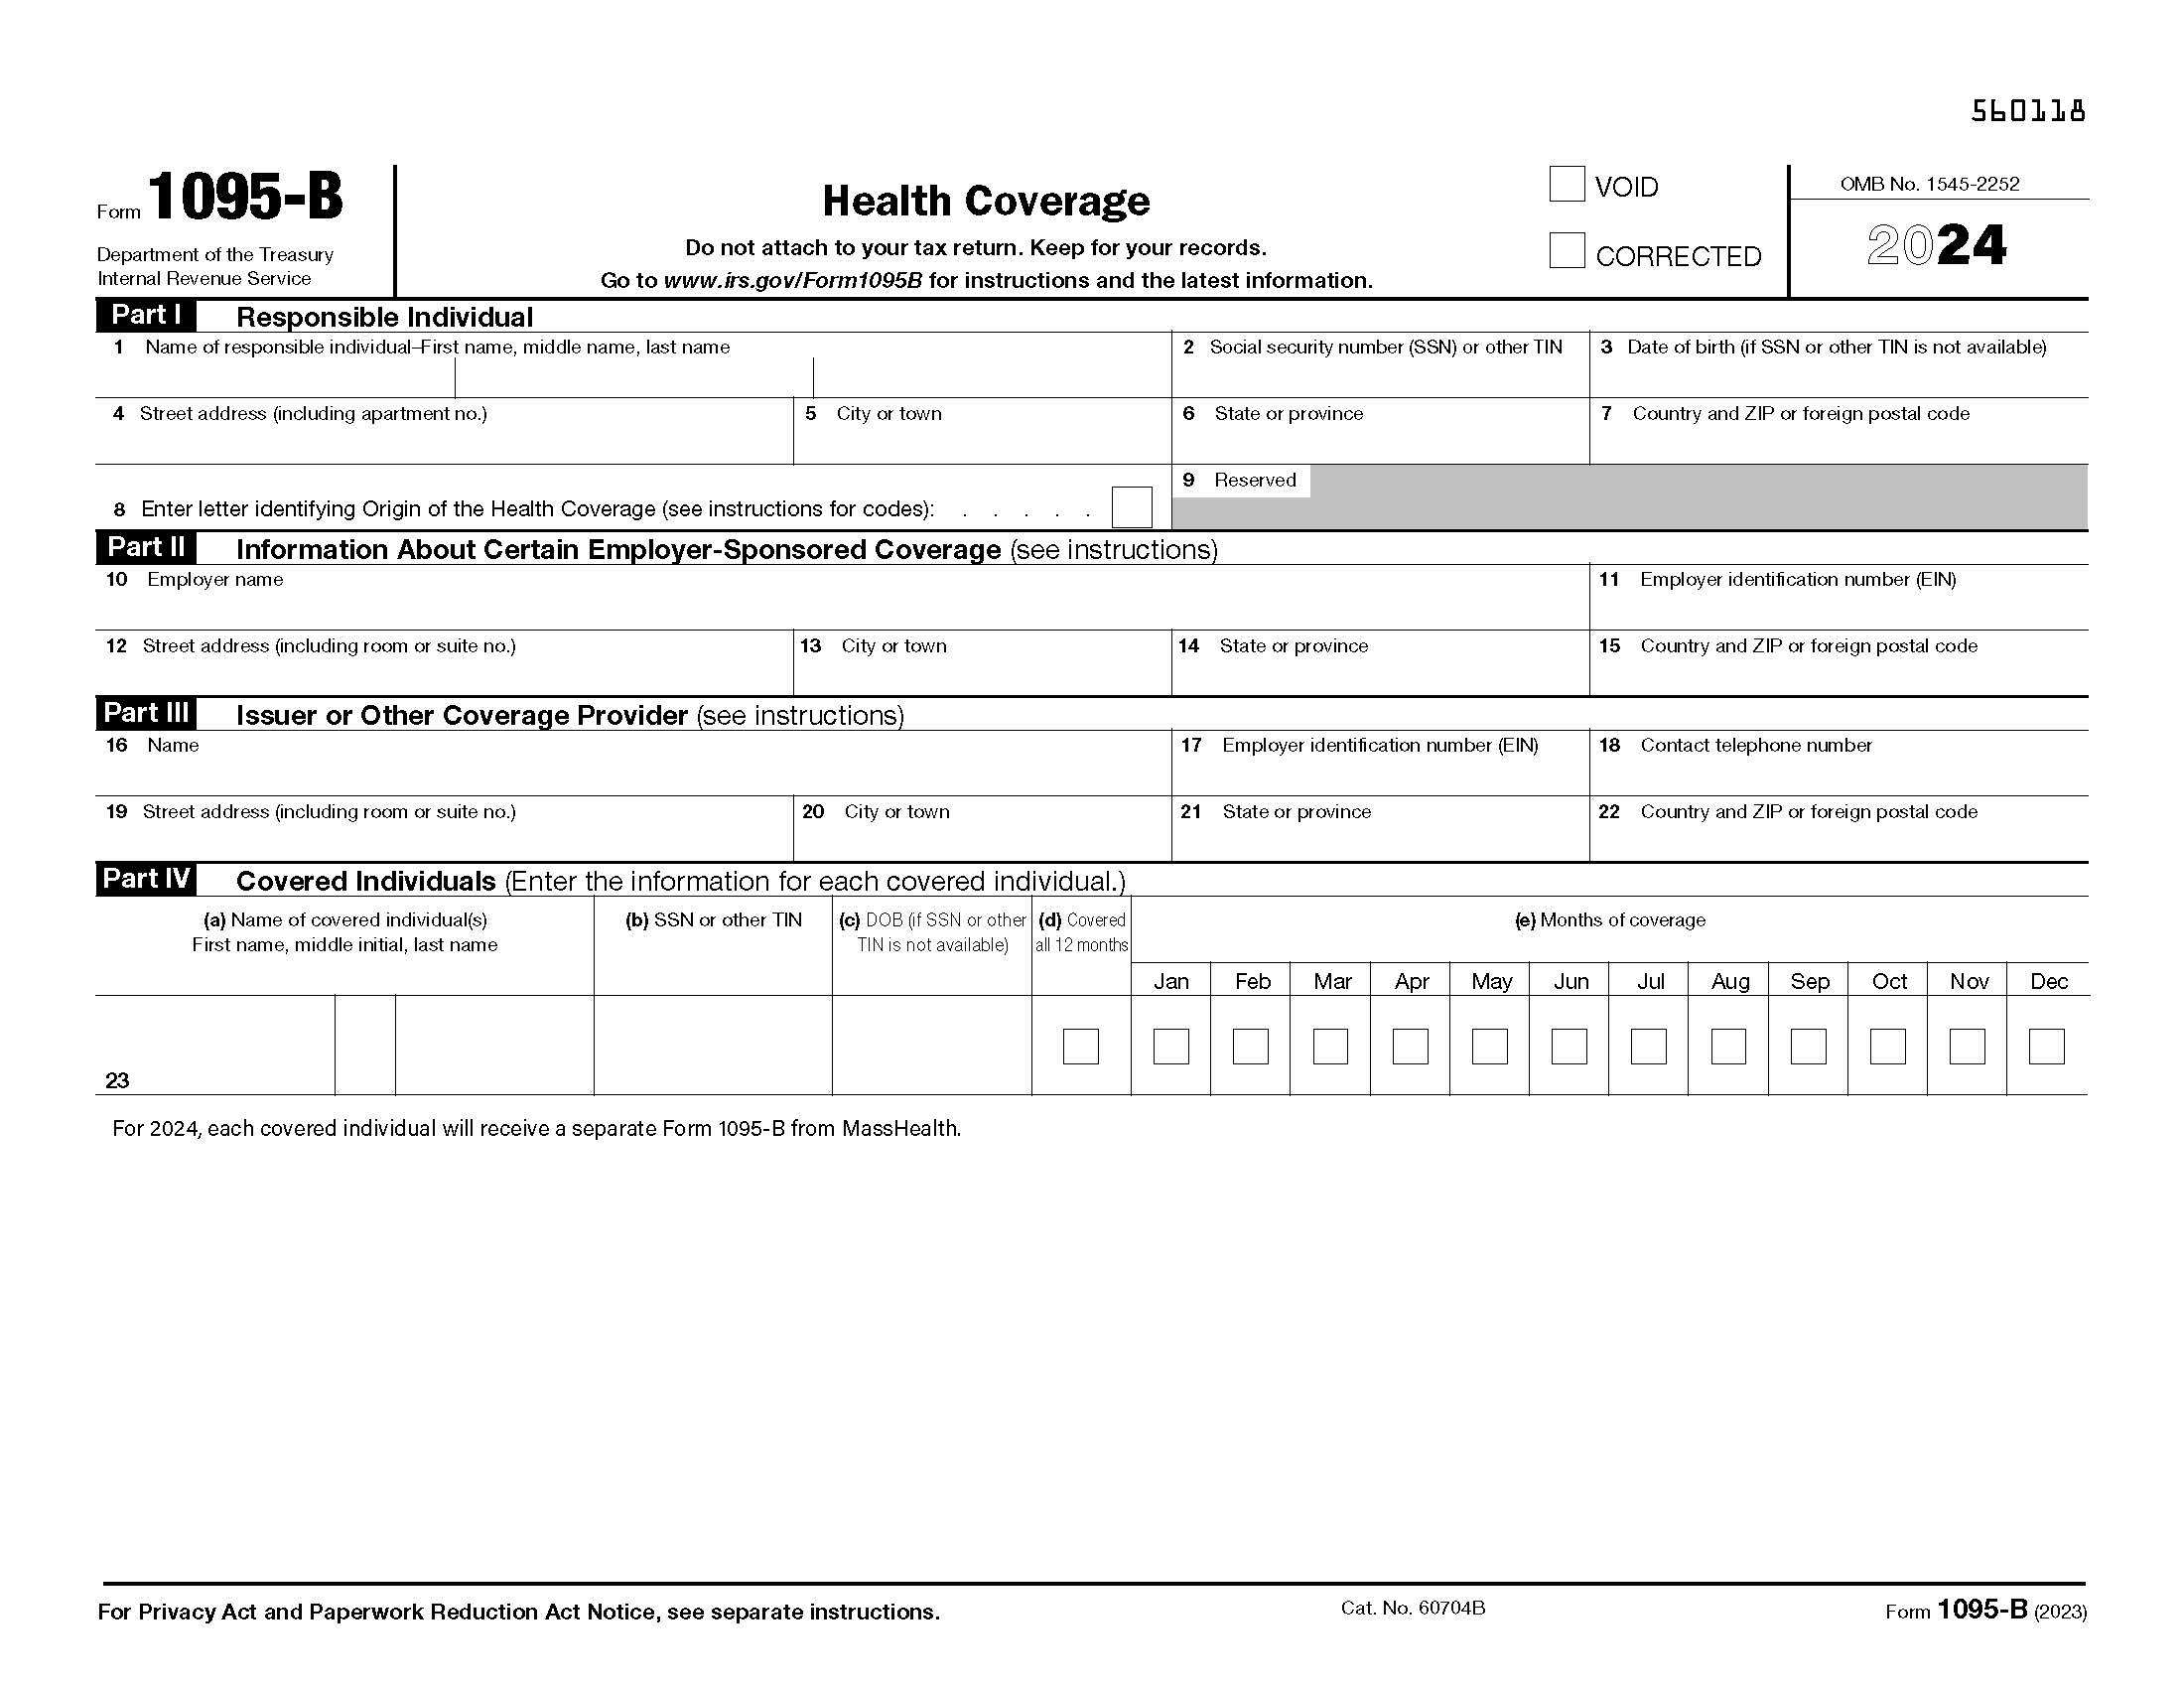 560118
Form 1095-B
Department of the Treasury
Internal Revenue Service
Health Coverage
Do not attach to your tax return. Keep for your records.
Go to www.irs.gov/Form1095B for instructions and the latest information.
VOID
CORRECTED
OMB No. 1545-2252
2024
Part I Responsible Individual
1 Name of responsible individual–First name, middle name, last name
2 Social security number (SSN) or other TIN
3 Date of birth (if SSN or other TIN is not available)
4 Street address (including apartment no.)
5 City or town
6 State or province
7 Country and ZIP or foreign postal code
8 Enter letter identifying Origin of the Health Coverage (see instructions for codes): . . . . .
9 Reserved
Part II Information About Certain Employer-Sponsored Coverage (see instructions)
10 Employer name
11 Employer identification number (EIN)
12 Street address (including room or suite no.)
13 City or town
14 State or province
15 Country and ZIP or foreign postal code
Part III Issuer or Other Coverage Provider (see instructions)
16 Name
17 Employer identification number (EIN)
18 Contact telephone number
19 Street address (including room or suite no.)
20 City or town
21 State or province
22 Country and ZIP or foreign postal code
Part IV Covered Individuals (Enter the information for each covered individual.)
(a) Name of covered individual(s)
First name, middle initial, last name
(b) SSN or other TIN
(c) DOB (if SSN or other
TIN is not available)
(d) Covered
all 12 months
(e) Months of coverage
Jan Feb Mar Apr May Jun Jul Aug Sep Oct Nov Dec
23
For 2024, each covered individual will receive a separate Form 1095-B from MassHealth.
For Privacy Act and Paperwork Reduction Act Notice, see separate instructions.
Cat. No. 60704B
Form 1095-B (2023)